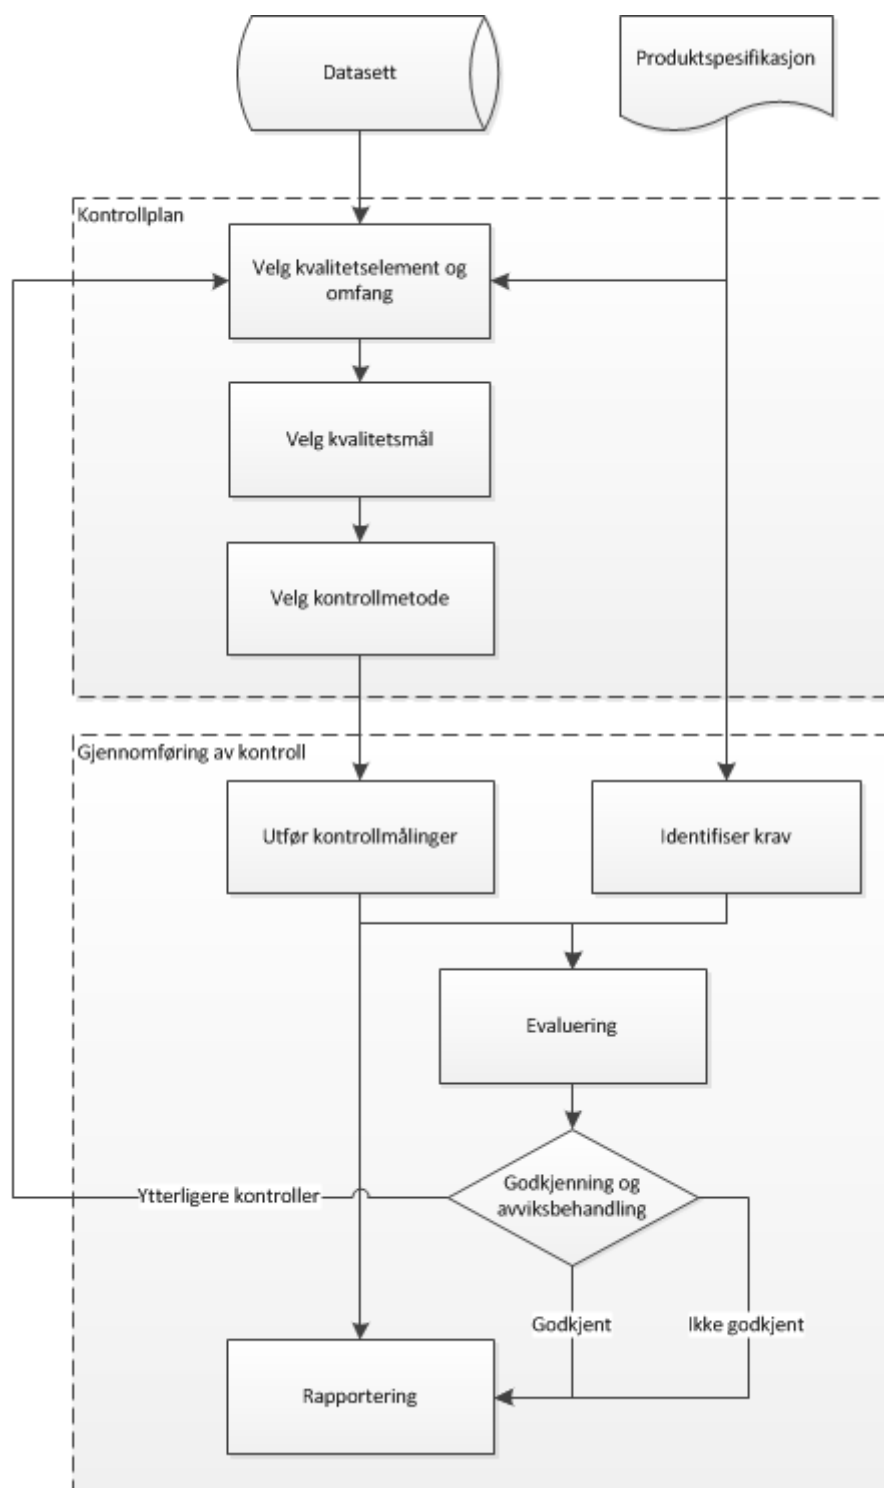 Datasett
Produktspesifikasjon
Kontrollplan
Velg kvalitetselement og
omfang
Velg kvalitetsmål
Velg kontrollmetode
Gjennomføring av kontroll
Utfør kontrollmålinger
Identifiser krav
Evaluering
Godkjenning og
avviksbehandling
Ytterligere kontroller
Godkjent
Ikke godkjent
Rapportering